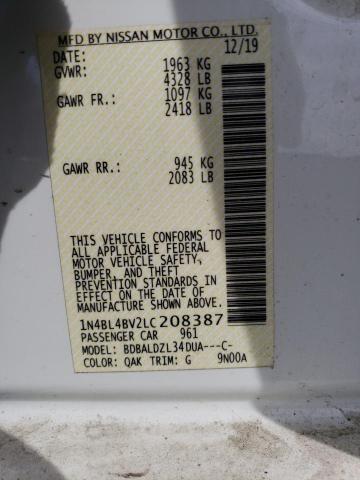 MFD BY NISSAN MOTOR CO., LTD.
DATE: 12/19
GVWR: 1963 KG
4328 LB
GAWR FR.: 1097 KG
2418 LB
GAWR RR.: 945 KG
2083 LB
THIS VEHICLE CONFORMS TO
ALL APPLICABLE FEDERAL
MOTOR VEHICLE SAFETY,
BUMPER, AND THEFT
PREVENTION STANDARDS IN
EFFECT ON THE DATE OF
MANUFACTURE SHOWN ABOVE.
1N4BL4BV2LC208387
PASSENGER CAR 961
MODEL: BDBALDZL34DUA---C-
COLOR: QAK TRIM: G 9N00A